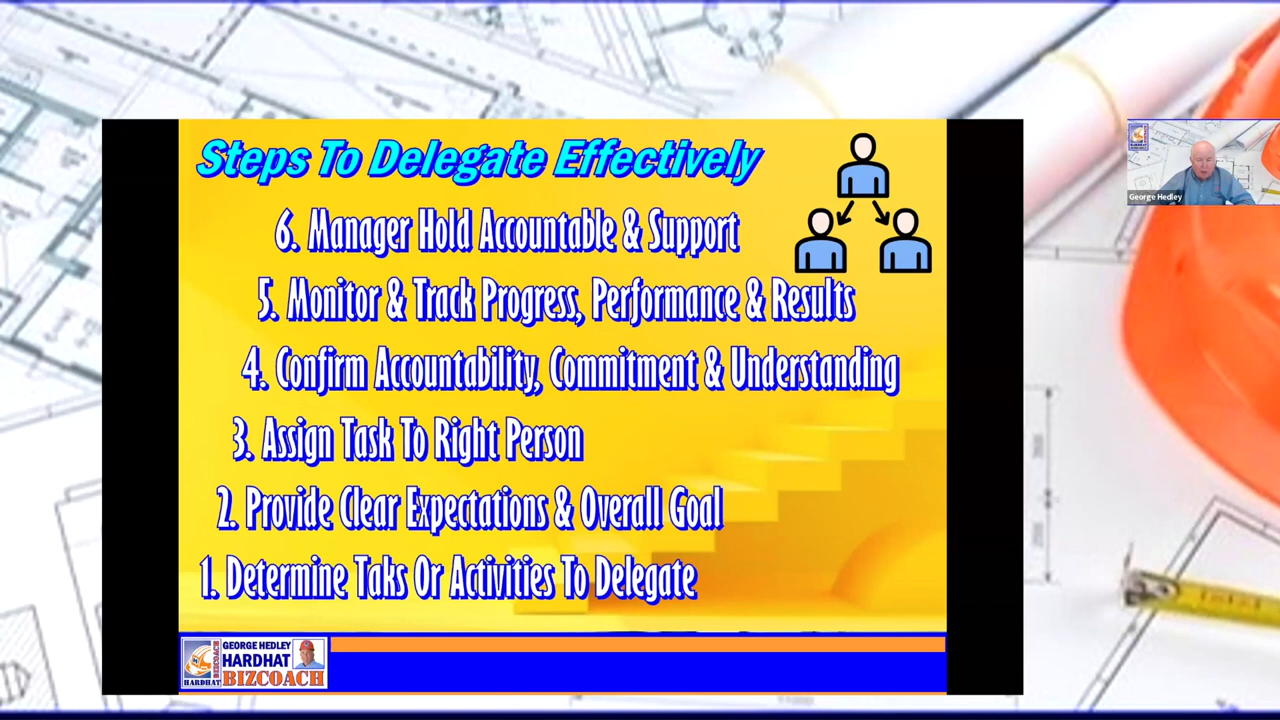 Steps To Delegate Effectively
6. Manager Hold Accountable & Support
5. Monitor & Track Progress, Performance & Results
4. Confirm Accountability, Commitment & Understanding
3. Assign Task To Right Person
2. Provide Clear Expectations & Overall Goal
1. Determine Taks Or Activities To Delegate
GEORGE HEDLEY
HARDHAT
BIZCOACH
HARDHAT
BIZCOACH
George Hedley